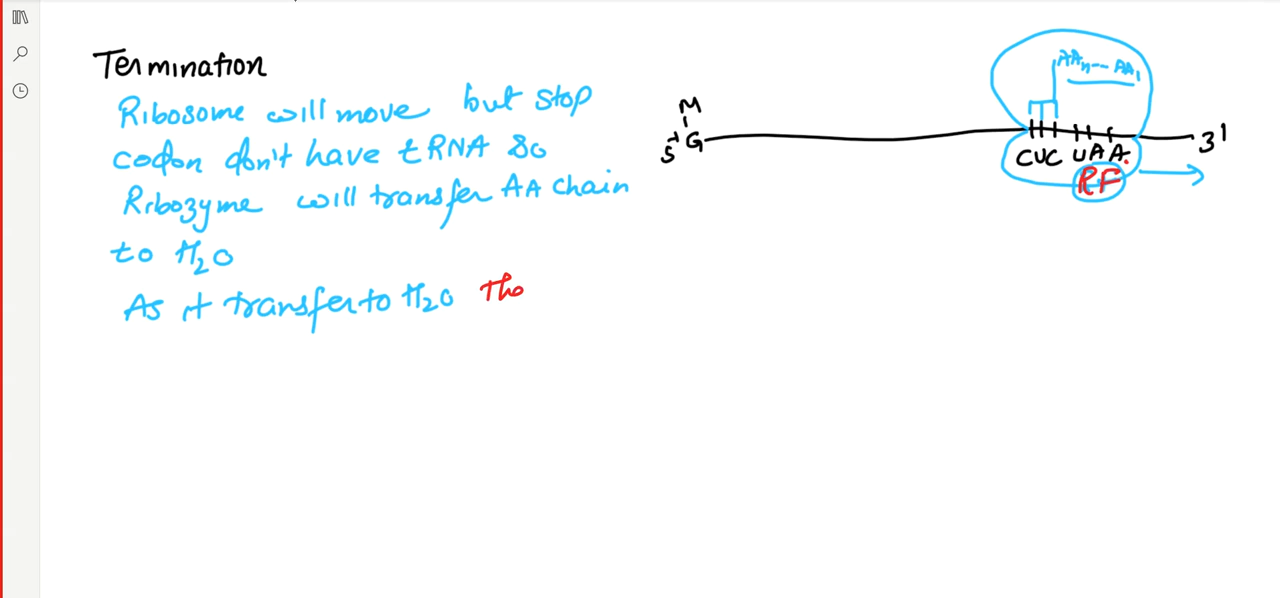 Termination
Ribosome will move but stop
codon don't have tRNA so
Ribozyme will transfer AA chain
to H₂O
As it transfer to H₂O Tho
M
5' G
AAn-- AA1
CUC UAA.
RF
3'